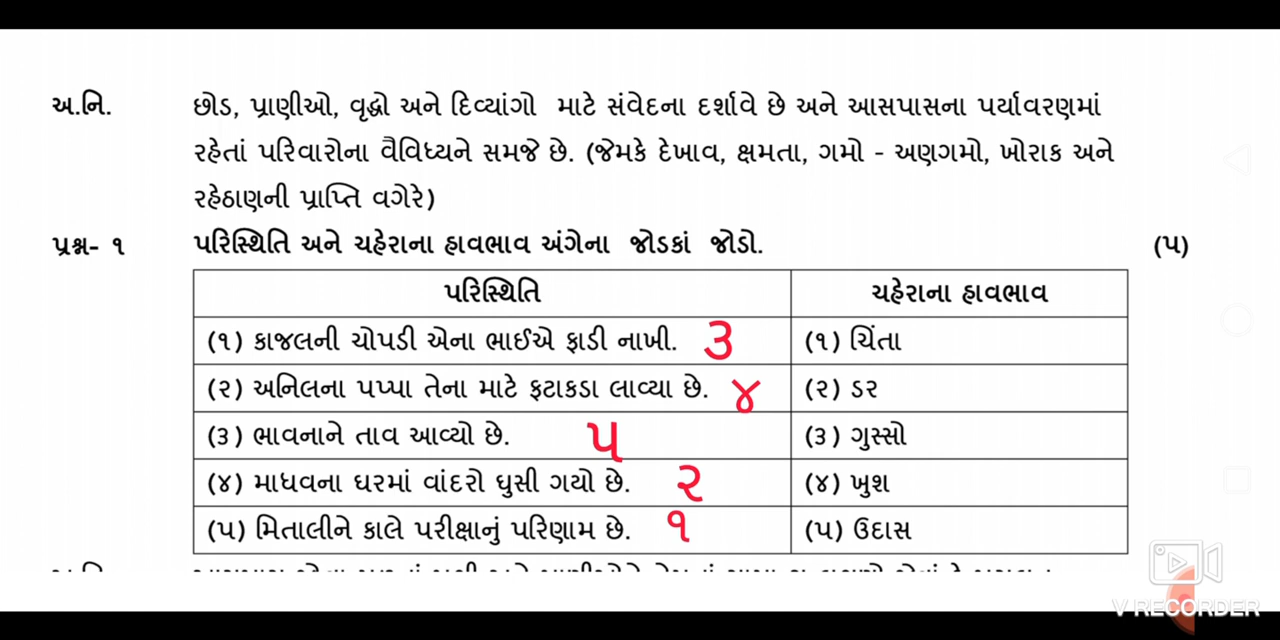 અ.નિ. છોડ, પ્રાણીઓ, વૃદ્ધો અને દિવ્યાંગો માટે સંવેદના દર્શાવે છે અને આસપાસના પર્યાવરણમાં
રહેતાં પરિવારોના વૈવિધ્યને સમજે છે. (જેમકે દેખાવ, ક્ષમતા, ગમો - અણગમો, ખોરાક અને
રહેઠાણની પ્રાપ્તિ વગેરે)
પ્રશ્ન- ૧ પરિસ્થિતિ અને ચહેરાના હાવભાવ અંગેના જોડકાં જોડો. (૫)
પરિસ્થિતિ ચહેરાના હાવભાવ
(૧) કાજલની ચોપડી એના ભાઈએ ફાડી નાખી. ૩ (૧) ચિંતા
(૨) અનિલના પપ્પા તેના માટે ફટાકડા લાવ્યા છે. ૪ (૨) ડર
(૩) ભાવનાને તાવ આવ્યો છે. ૫ (૩) ગુસ્સો
(૪) માધવના ઘરમાં વાંદરો ઘુસી ગયો છે. ૨ (૪) ખુશ
(૫) મિતાલીને કાલે પરીક્ષાનું પરિણામ છે. ૧ (૫) ઉદાસ
V RECORDER